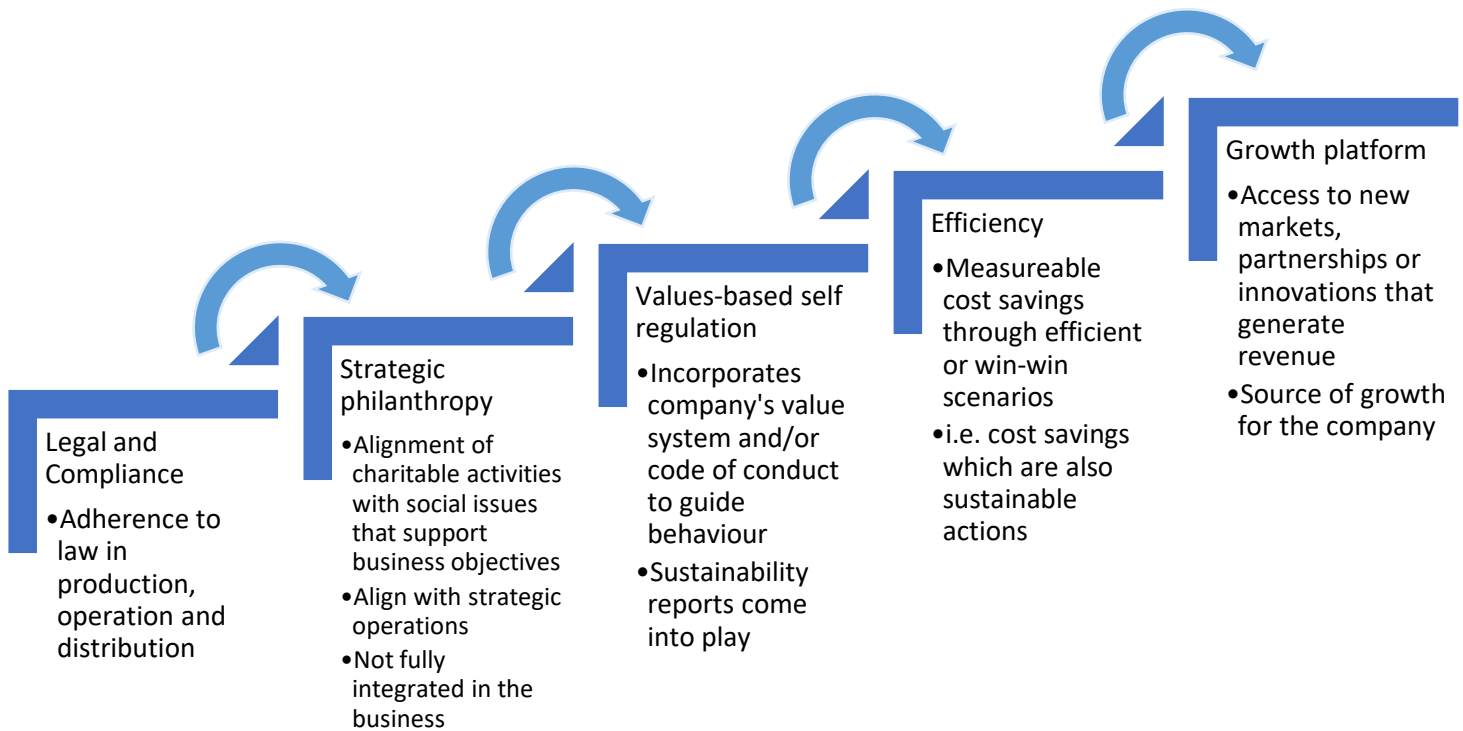 Legal and
Compliance
•Adherence to
law in
production,
operation and
distribution
Strategic
philanthropy
•Alignment of
charitable activities
with social issues
that support
business objectives
•Align with strategic
operations
•Not fully
integrated in the
business
Values-based self
regulation
•Incorporates
company's value
system and/or
code of conduct
to guide
behaviour
•Sustainability
reports come
into play
Efficiency
•Measureable
cost savings
through efficient
or win-win
scenarios
•i.e. cost savings
which are also
sustainable
actions
Growth platform
•Access to new
markets,
partnerships or
innovations that
generate
revenue
•Source of growth
for the company